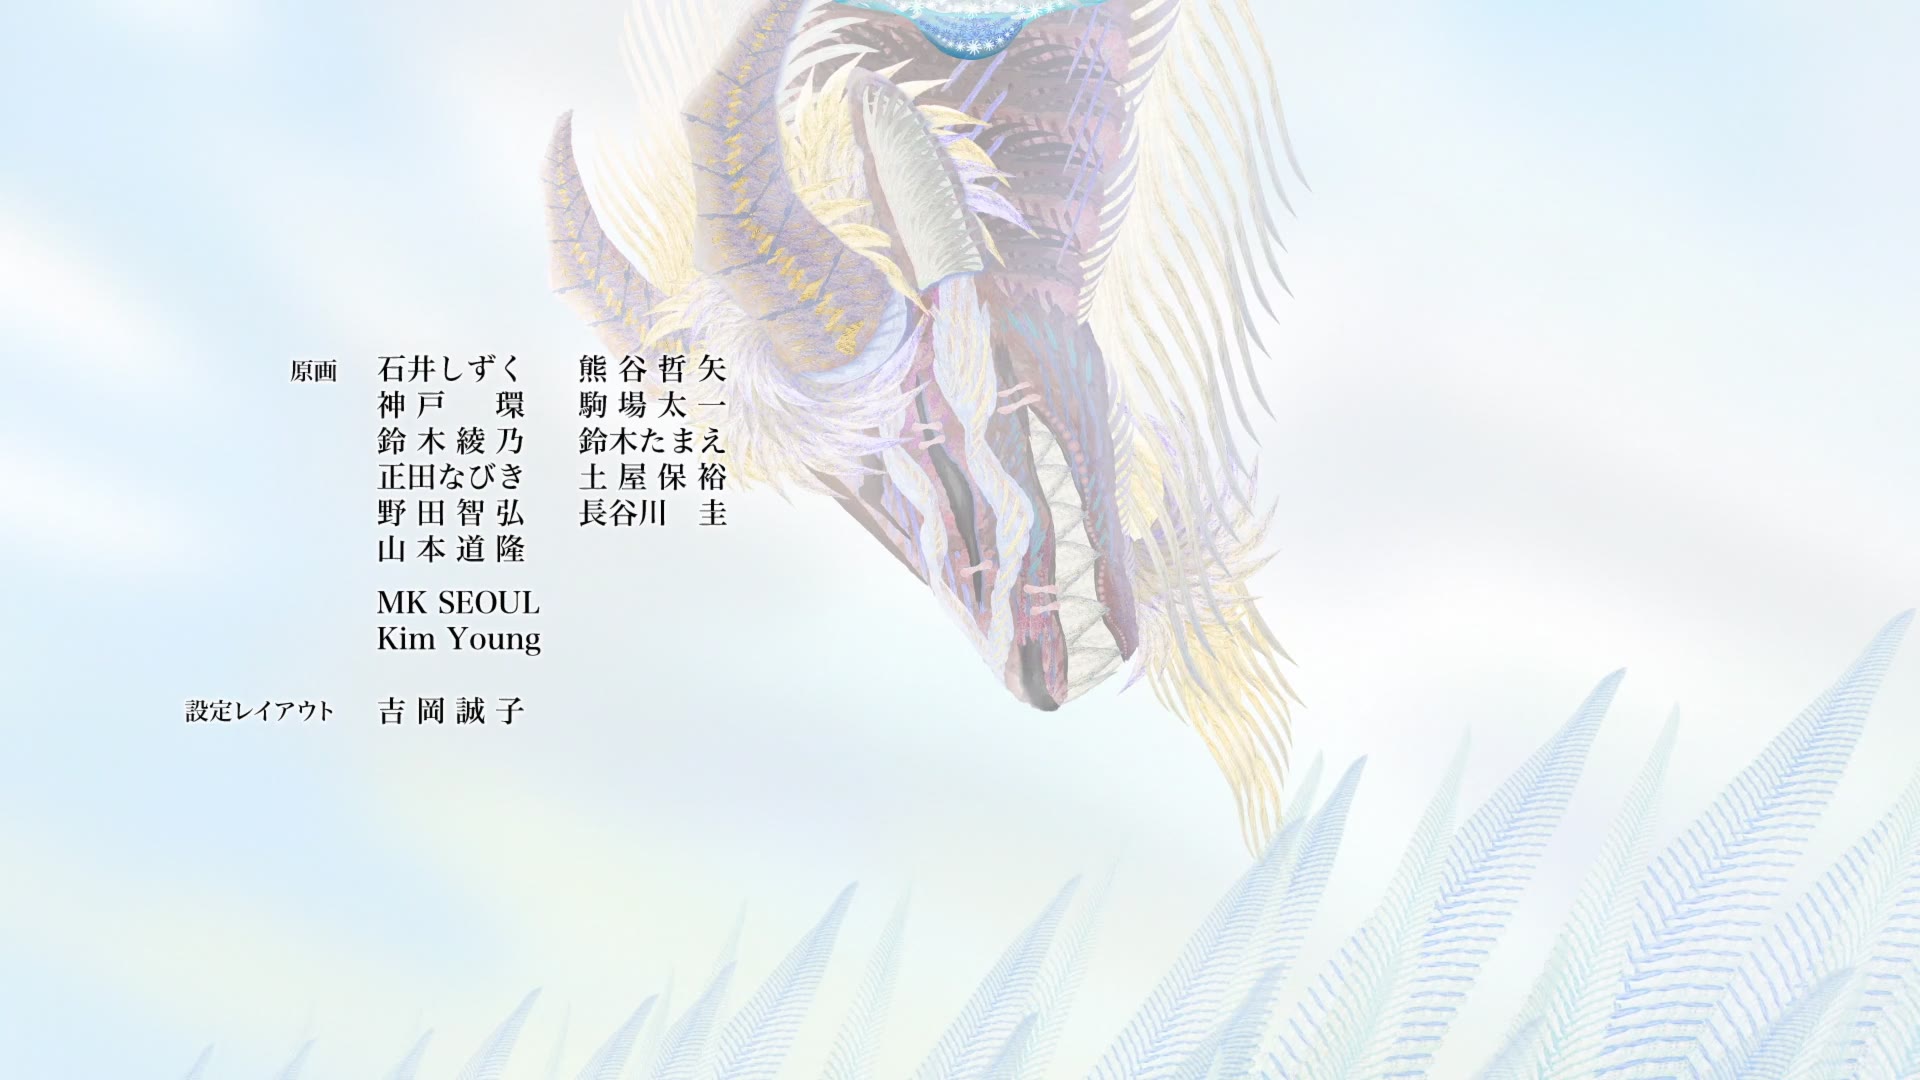 原画 石井しずく 熊谷哲矢
神戸 環 駒場太一
鈴木綾乃 鈴木たまえ
正田なびき 土屋保裕
野田智弘 長谷川 圭
山本道隆
MK SEOUL
Kim Young
設定レイアウト 吉岡誠子